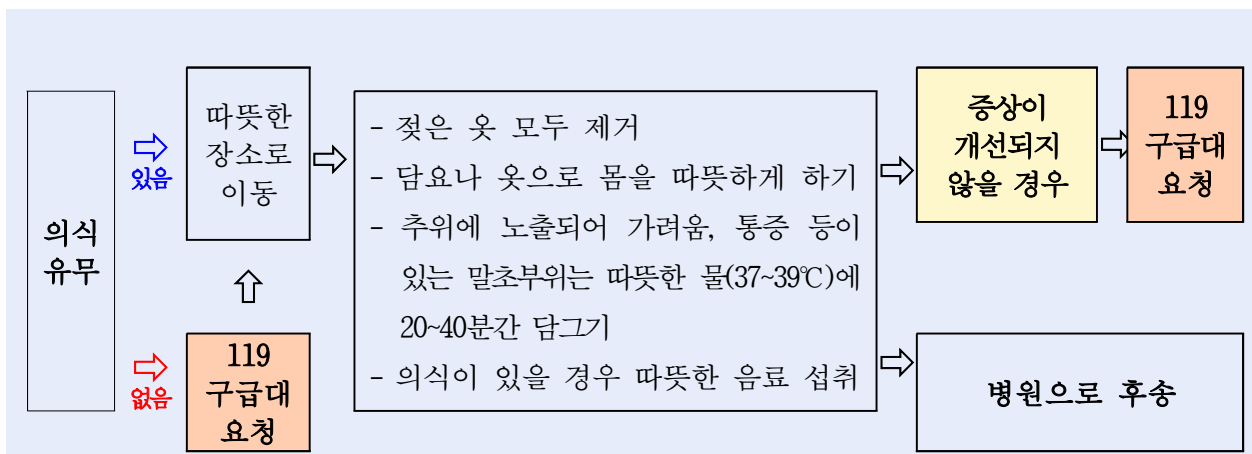 의식
유무
있음
따뜻한
장소로
이동
없음
119
구급대
요청
- 젖은 옷 모두 제거
- 담요나 옷으로 몸을 따뜻하게 하기
- 추위에 노출되어 가려움, 통증 등이
있는 말초부위는 따뜻한 물(37~39℃)에
20~40분간 담그기
- 의식이 있을 경우 따뜻한 음료 섭취
증상이
개선되지
않을 경우
119
구급대
요청
병원으로 후송